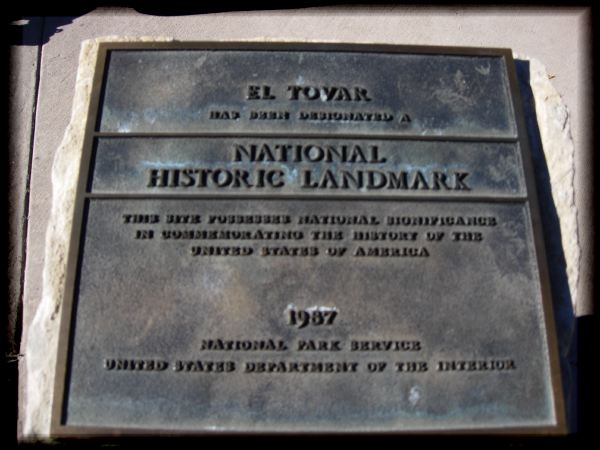 EL TOVAR
HAS BEEN DESIGNATED A
NATIONAL
HISTORIC LANDMARK
THIS SITE POSSESSES NATIONAL SIGNIFICANCE
IN COMMEMORATING THE HISTORY OF THE
UNITED STATES OF AMERICA
1987
NATIONAL PARK SERVICE
UNITED STATES DEPARTMENT OF THE INTERIOR